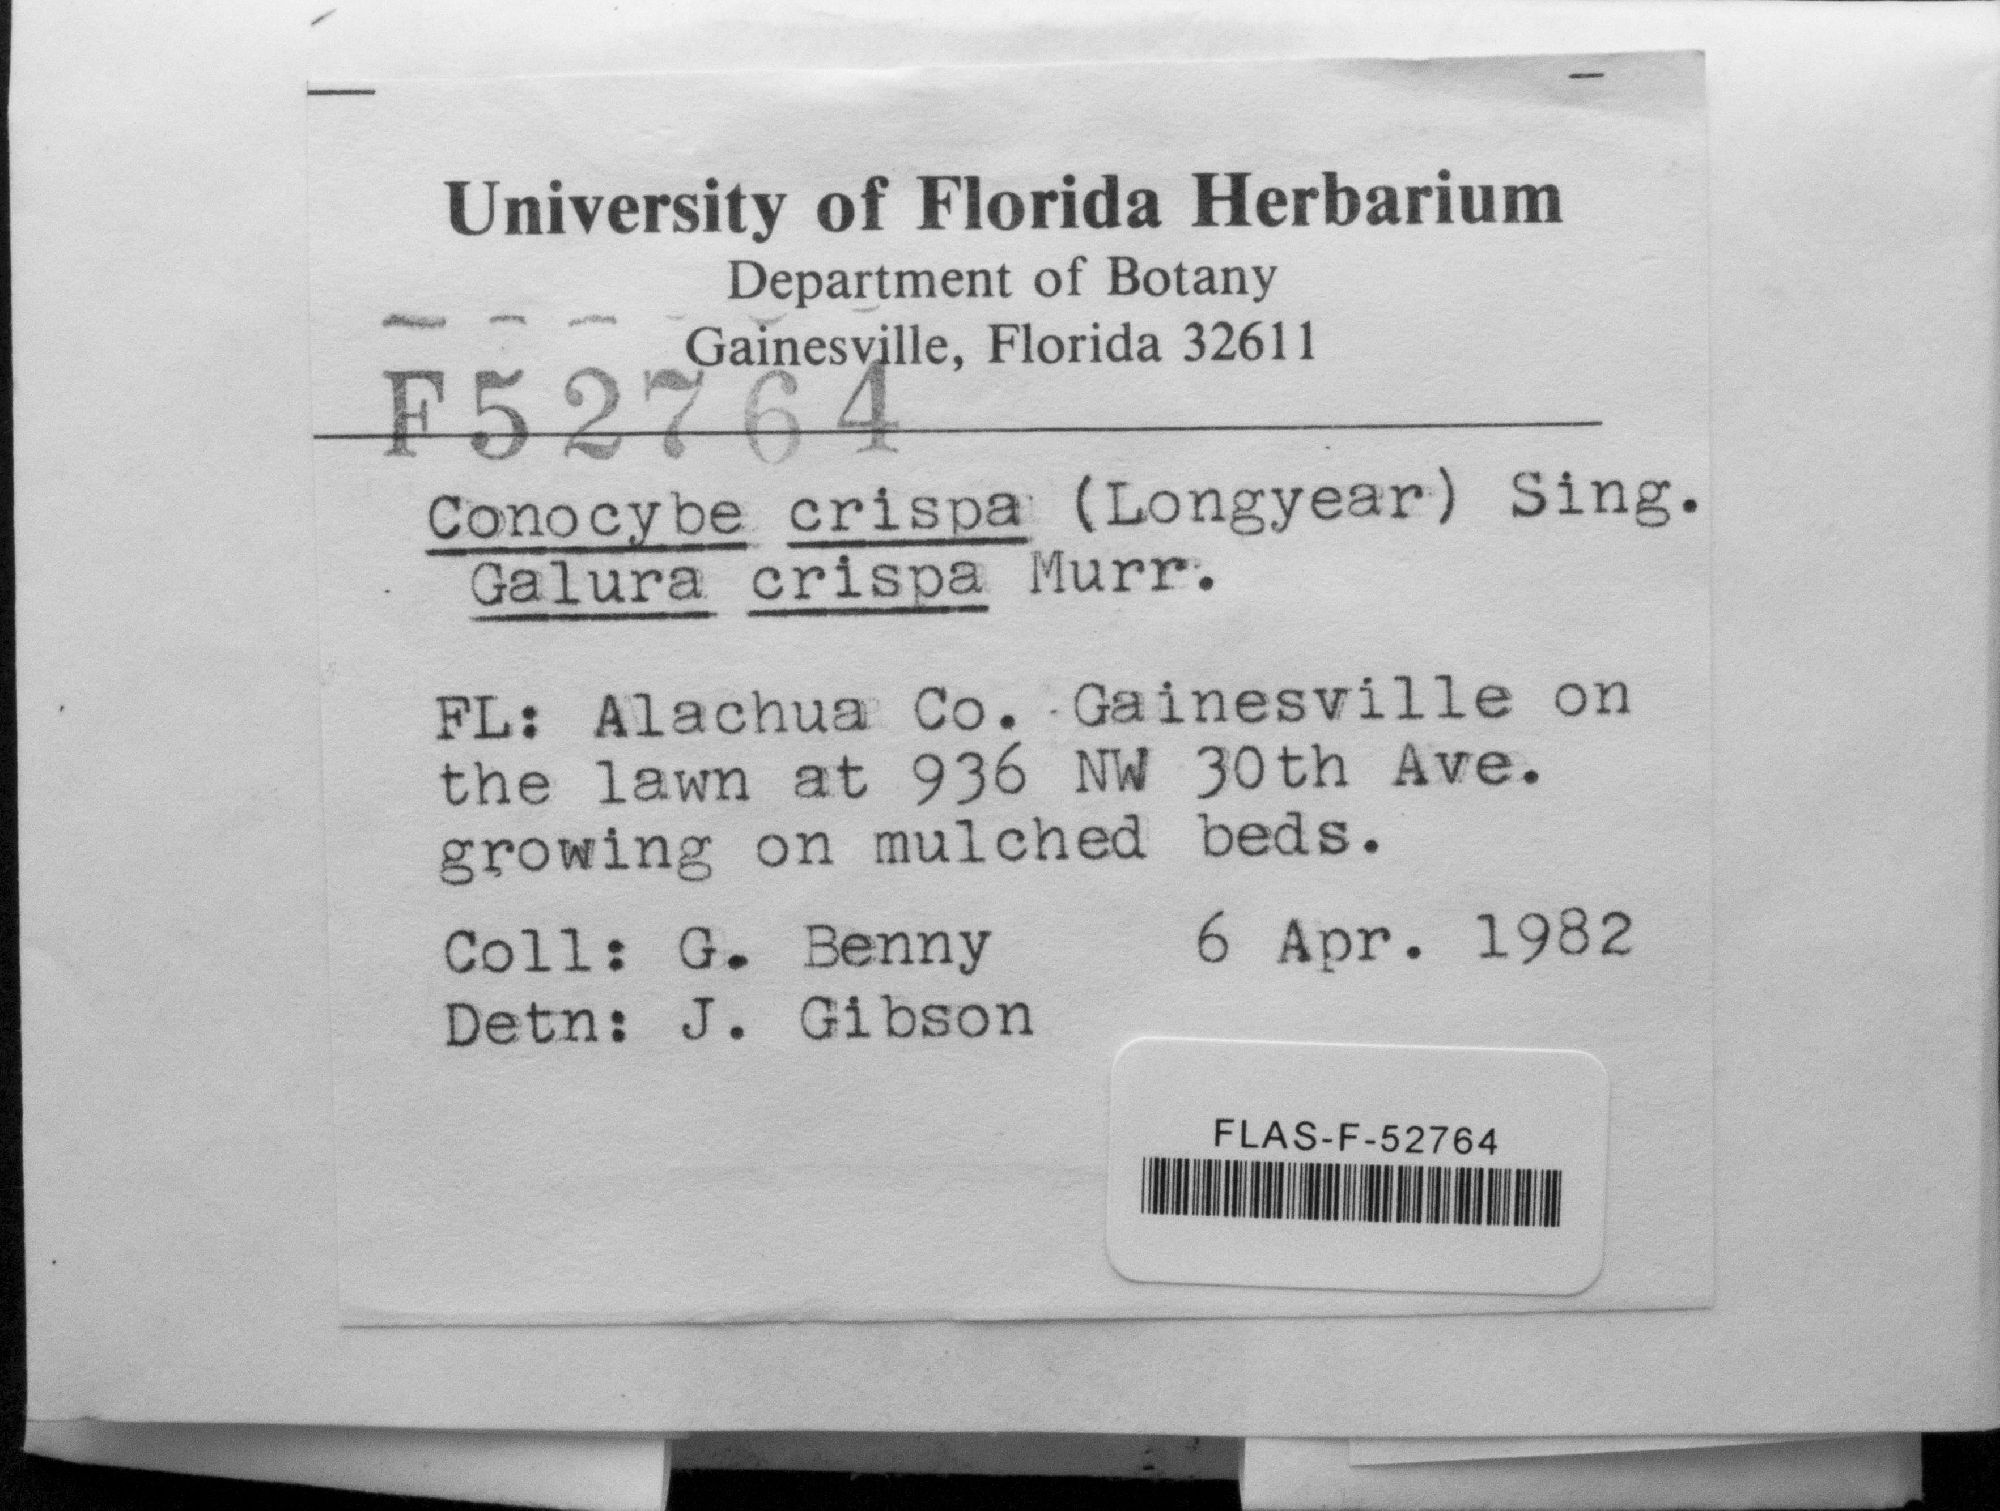 University of Florida Herbarium
Department of Botany
Gainesville, Florida 32611
F52764
Conocybe crispa (Longyear) Sing.
Galura crispa Murr.
FL: Alachua Co. Gainesville on
the lawn at 936 NW 30th Ave.
growing on mulched beds.
Coll: G. Benny 6 Apr. 1982
Detn: J. Gibson
FLAS-F-52764